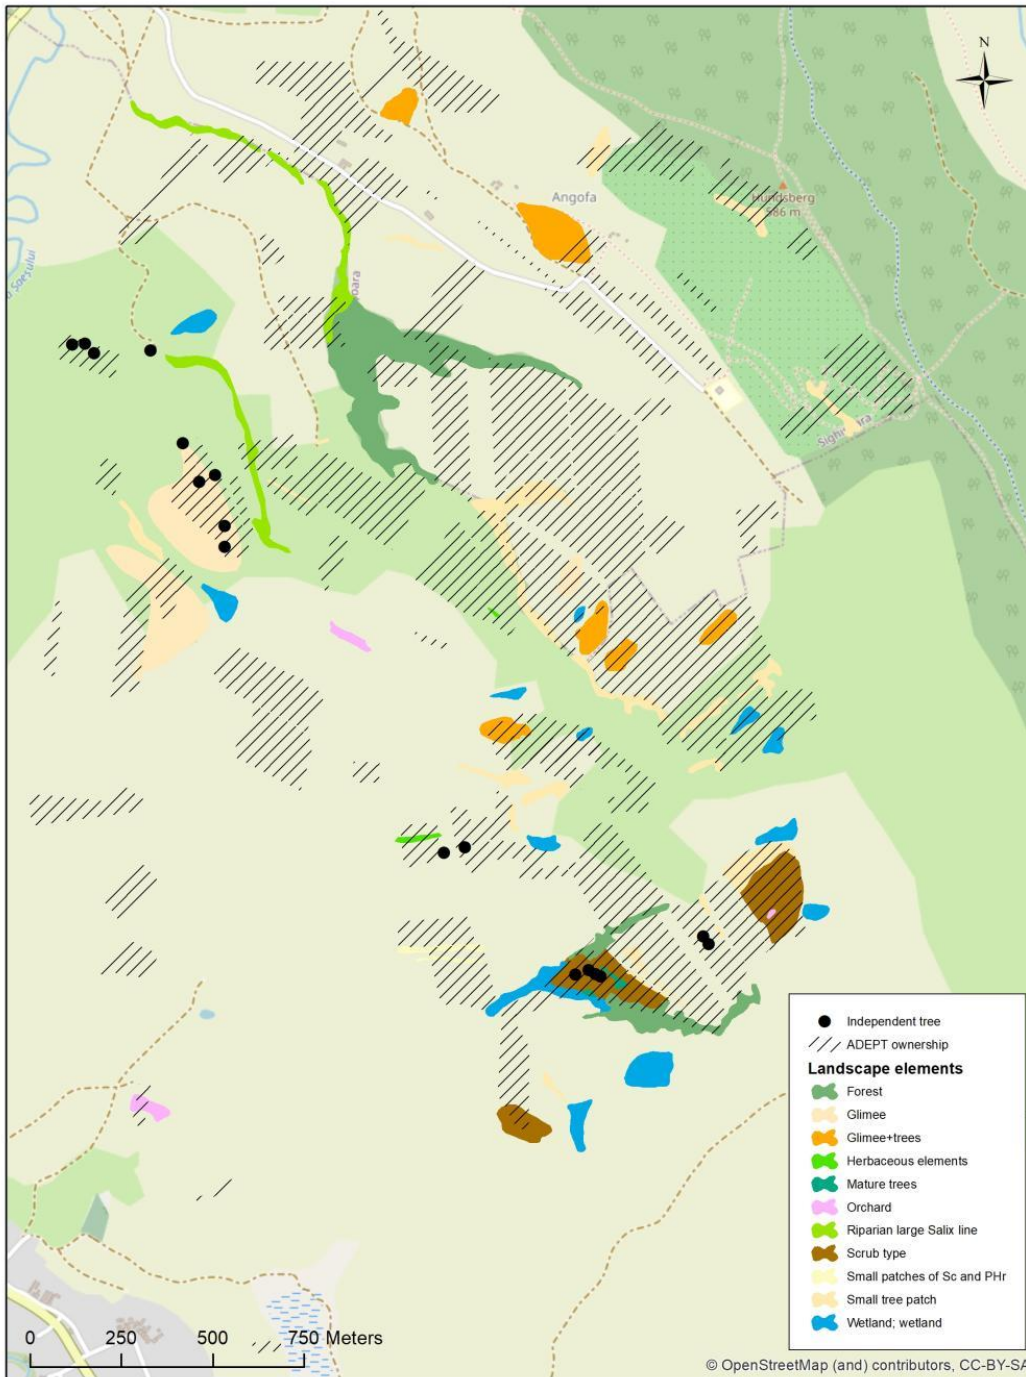 N
Angofa
Hundsberg
586 m
Independent tree
ADEPT ownership
Landscape elements
Forest
Glimee
Glimee+trees
Herbaceous elements
Mature trees
Orchard
Riparian large Salix line
Scrub type
Small patches of Sc and PHr
Small tree patch
Wetland; wetland
0 250 500 750 Meters
© OpenStreetMap (and) contributors, CC-BY-SA